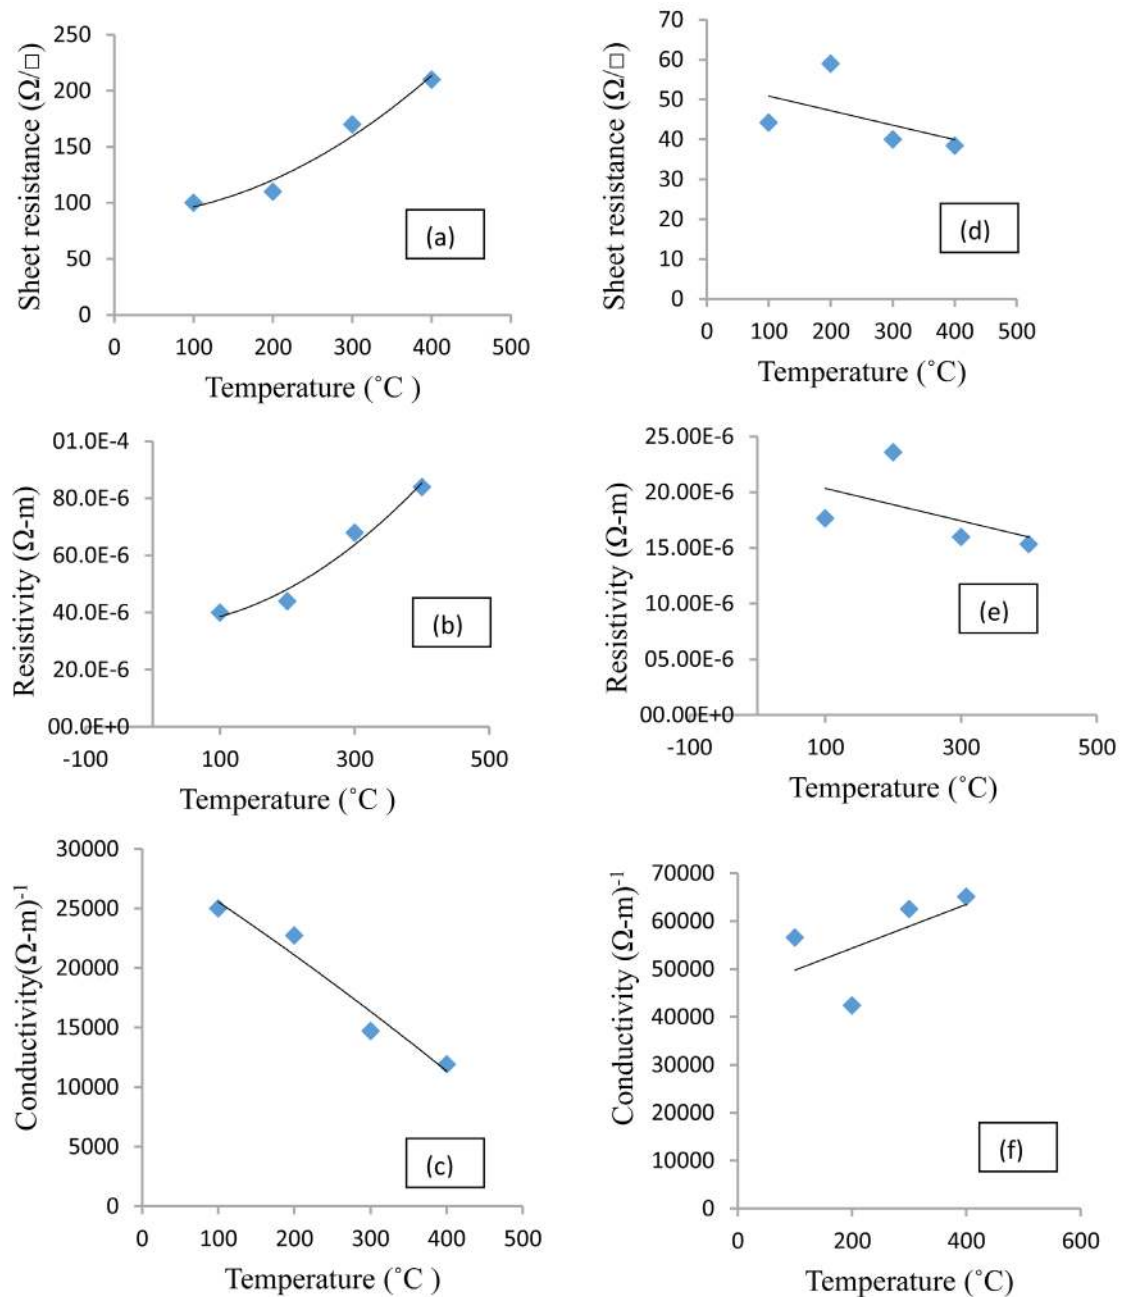 250
200
150
100
50
0
Sheet resistance (Ω/□)
0 100 200 300 400 500
Temperature (˚C )
(a)
70
60
50
40
30
20
10
0
Sheet resistance (Ω/□)
0 100 200 300 400 500
Temperature (˚C)
(d)
01.0E-4
80.0E-6
60.0E-6
40.0E-6
20.0E-6
00.0E+0
Resistivity (Ω-m)
-100 100 300 500
Temperature (˚C )
(b)
25.00E-6
20.00E-6
15.00E-6
10.00E-6
05.00E-6
00.00E+0
Resistivity (Ω-m)
-100 100 300 500
Temperature (˚C)
(e)
30000
25000
20000
15000
10000
5000
0
Conductivity(Ω-m)⁻¹
0 100 200 300 400 500
Temperature (˚C )
(c)
70000
60000
50000
40000
30000
20000
10000
0
Conductivity (Ω-m)⁻¹
0 200 400 600
Temperature (˚C)
(f)